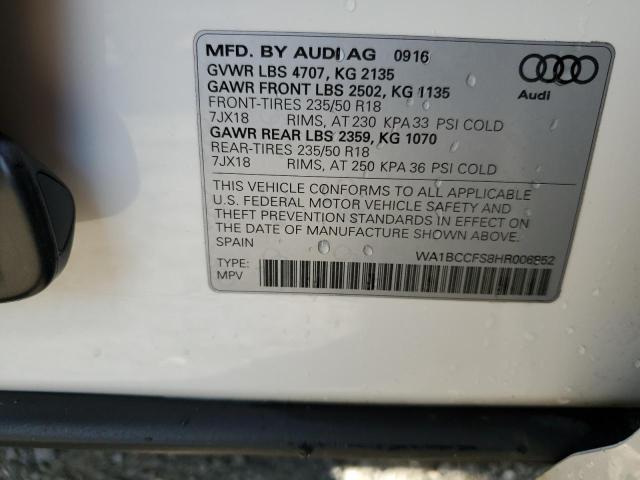 MFD. BY AUDI AG 0916
GVWR LBS 4707, KG 2135
GAWR FRONT LBS 2502, KG 1135
FRONT-TIRES 235/50 R18
7JX18 RIMS, AT 230 KPA 33 PSI COLD
GAWR REAR LBS 2359, KG 1070
REAR-TIRES 235/50 R18
7JX18 RIMS, AT 250 KPA 36 PSI COLD
Audi
THIS VEHICLE CONFORMS TO ALL APPLICABLE
U.S. FEDERAL MOTOR VEHICLE SAFETY AND
THEFT PREVENTION STANDARDS IN EFFECT ON
THE DATE OF MANUFACTURE SHOWN ABOVE.
SPAIN
TYPE:
MPV